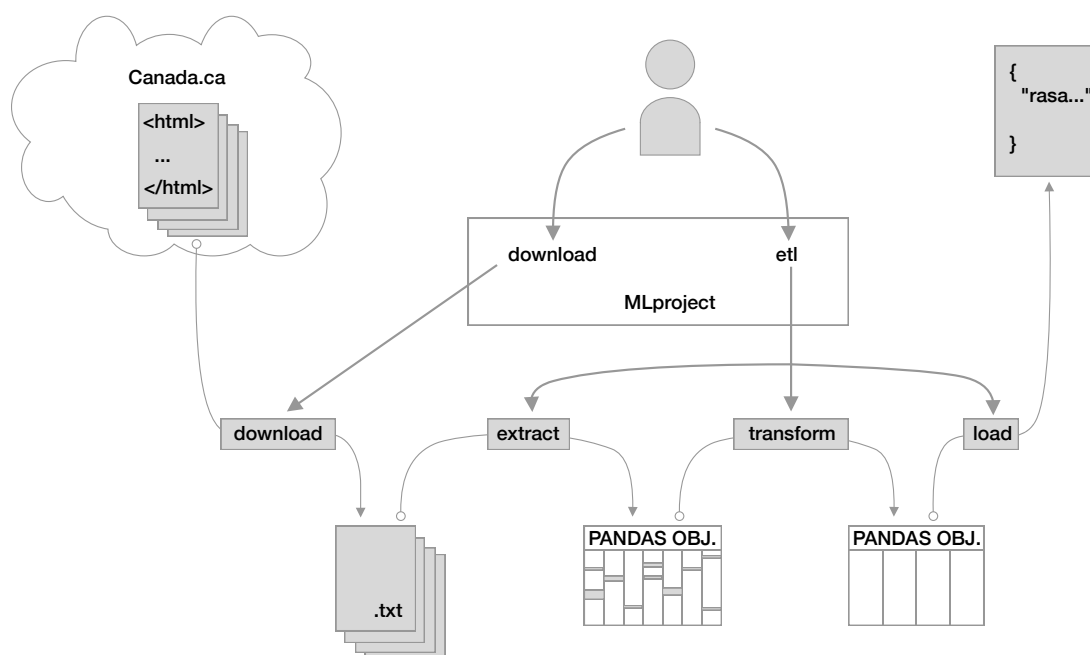 Canada.ca
<html>
...
</html>
{
"rasa..."
}
download
etl
MLproject
download
extract
transform
load
.txt
PANDAS OBJ.
PANDAS OBJ.